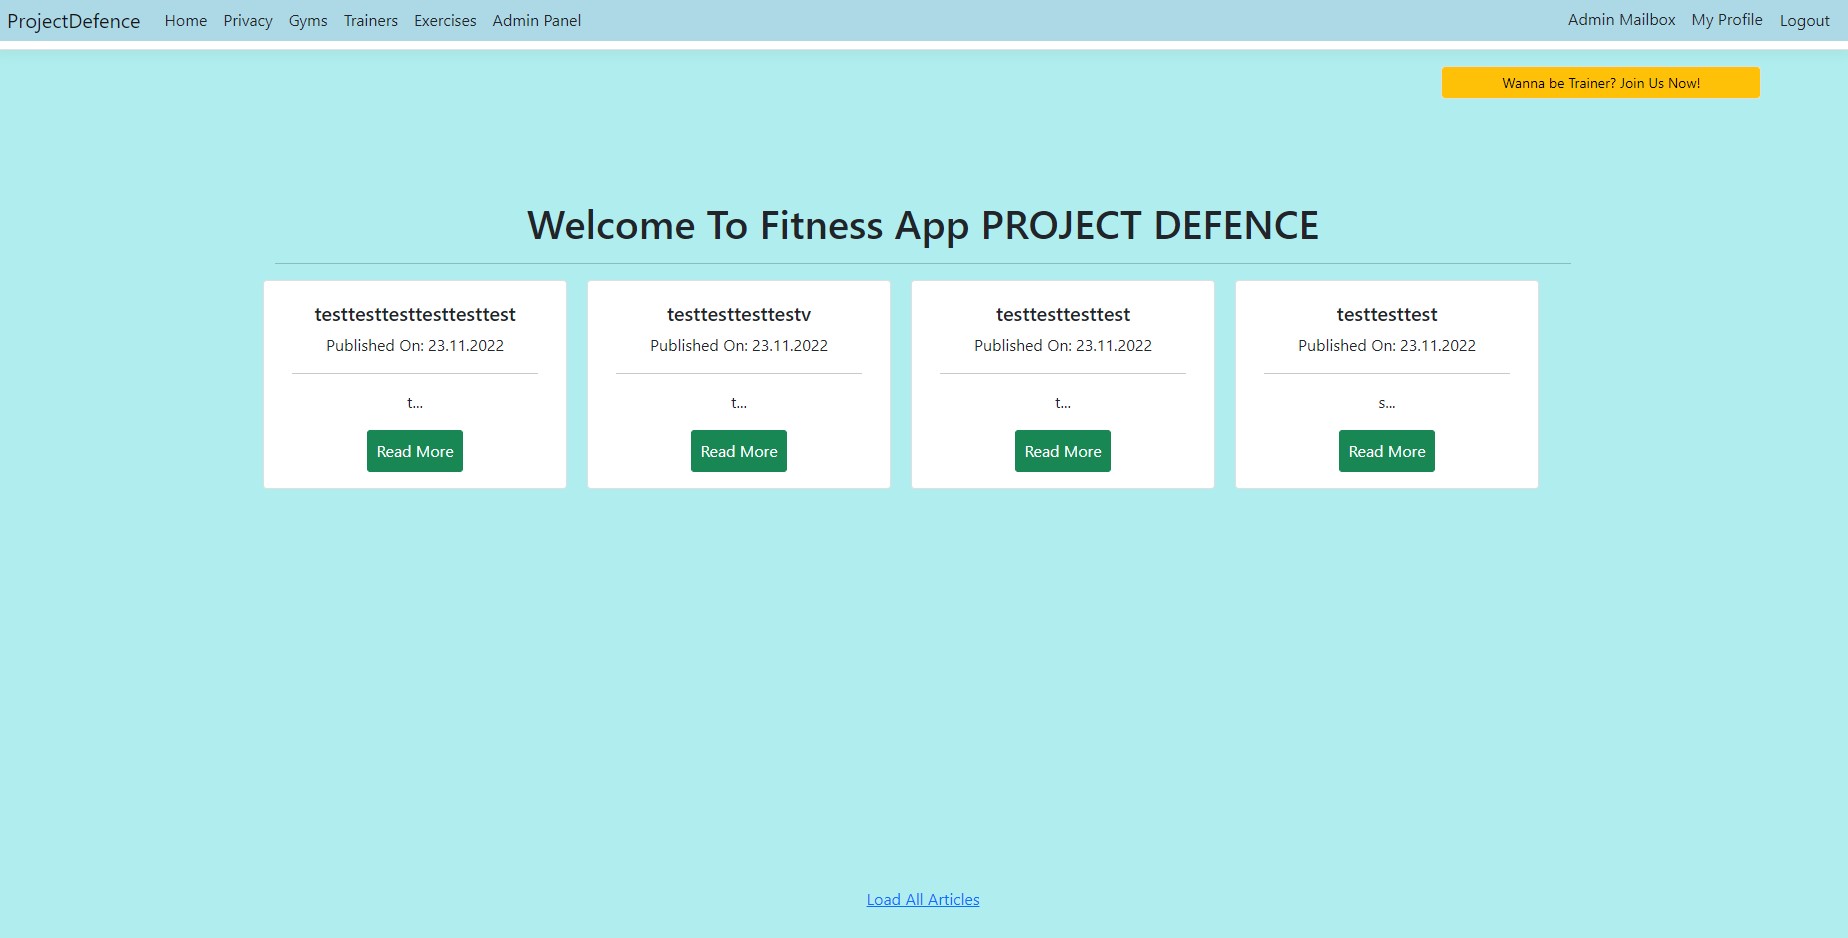 ProjectDefence Home Privacy Gyms Trainers Exercises Admin Panel Admin Mailbox My Profile Logout
Wanna be Trainer? Join Us Now!
Welcome To Fitness App PROJECT DEFENCE
testtesttesttesttesttest
Published On: 23.11.2022
t...
Read More
testtesttesttestv
Published On: 23.11.2022
t...
Read More
testtesttesttest
Published On: 23.11.2022
t...
Read More
testtesttest
Published On: 23.11.2022
s...
Read More
Load All Articles